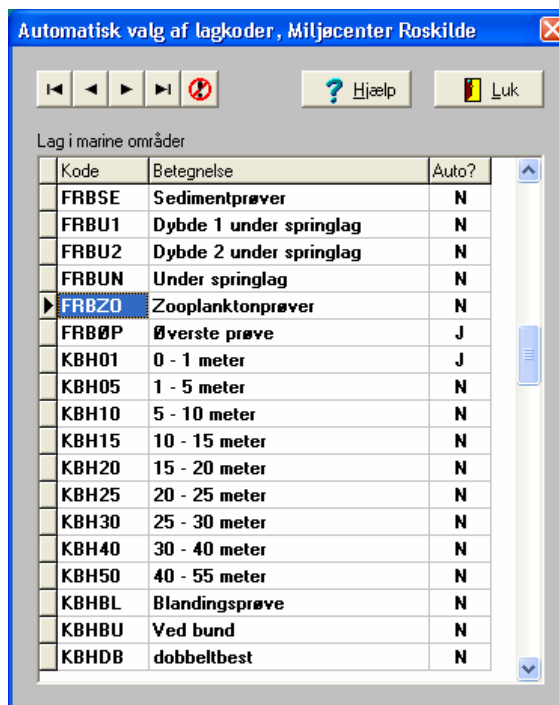 Automatisk valg af lagkoder, Miljøcenter Roskilde
Hjælp Luk
Lag i marine områder
Kode Betegnelse Auto?
FRBSE Sedimentprøver N
FRBU1 Dybde 1 under springlag N
FRBU2 Dybde 2 under springlag N
FRBUN Under springlag N
FRBZO Zooplanktonprøver N
FRBØP Øverste prøve J
KBH01 0 - 1 meter J
KBH05 1 - 5 meter N
KBH10 5 - 10 meter N
KBH15 10 - 15 meter N
KBH20 15 - 20 meter N
KBH25 20 - 25 meter N
KBH30 25 - 30 meter N
KBH40 30 - 40 meter N
KBH50 40 - 55 meter N
KBHBL Blandingsprøve N
KBHBU Ved bund N
KBHDB dobbeltbest N